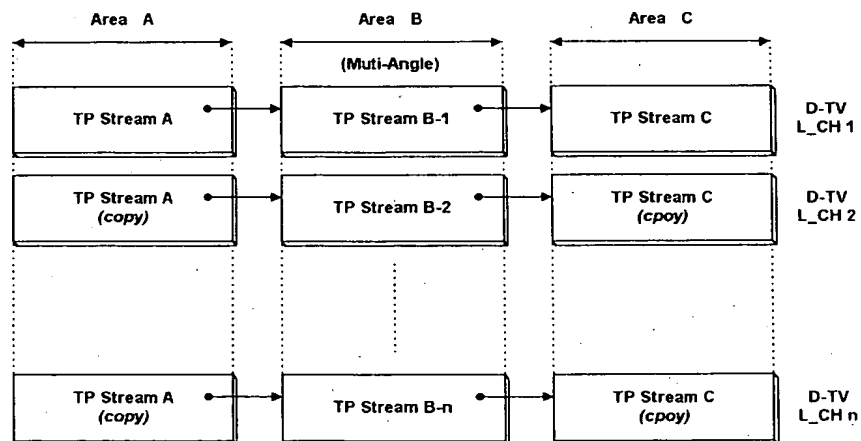 Area A
Area B
Area C
(Muti-Angle)
TP Stream A
TP Stream B-1
TP Stream C
D-TV
L_CH 1
TP Stream A
(copy)
TP Stream B-2
TP Stream C
(cpoy)
D-TV
L_CH 2
TP Stream A
(copy)
TP Stream B-n
TP Stream C
(cpoy)
D-TV
L_CH n